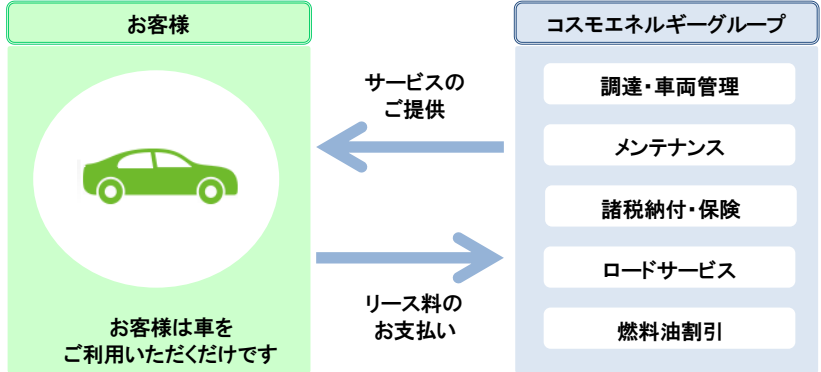 お客様
お客様は車を
ご利用いただくだけです
サービスの
ご提供
リース料の
お支払い
コスモエネルギーグループ
調達・車両管理
メンテナンス
諸税納付・保険
ロードサービス
燃料油割引